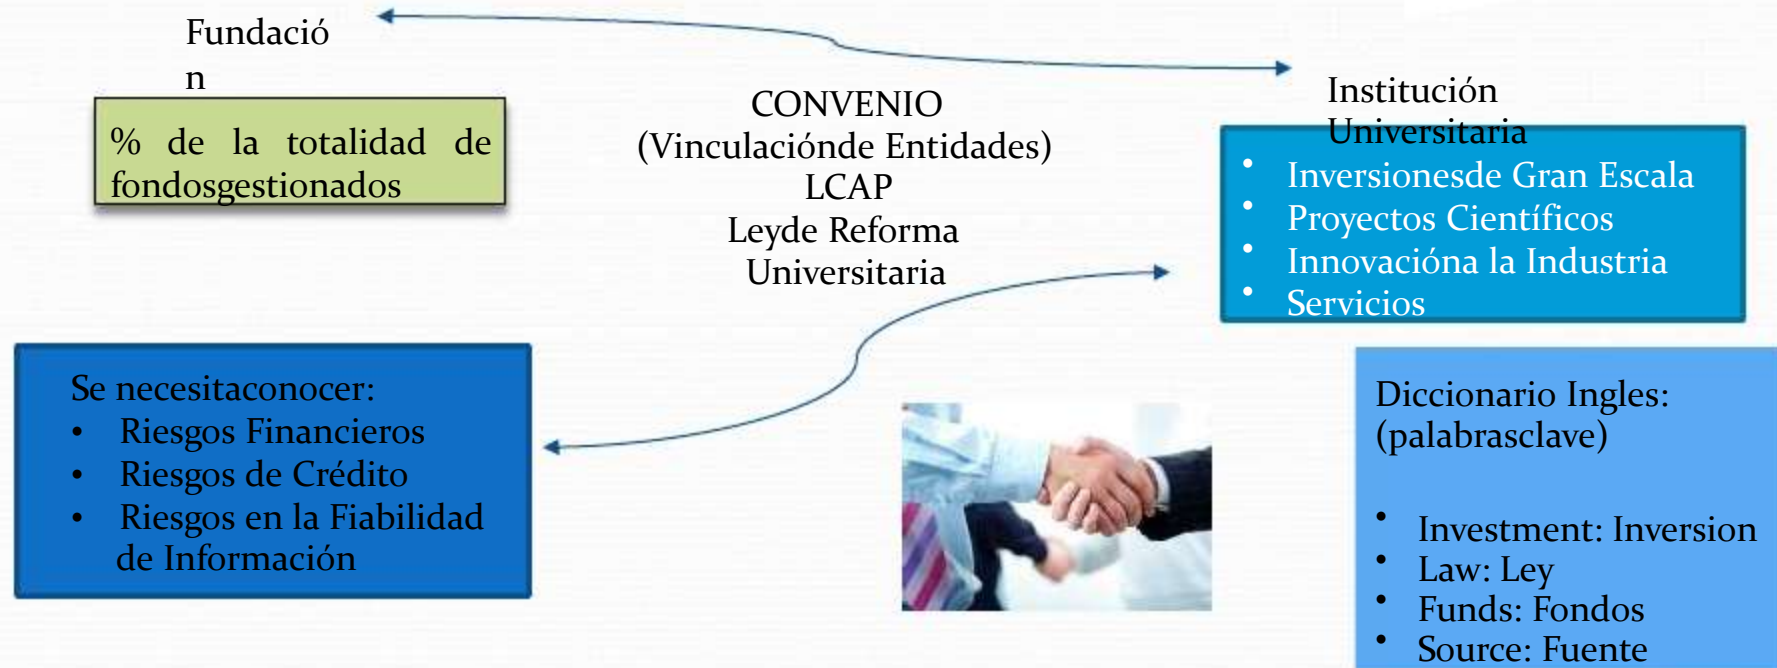 Fundació
n
% de la totalidad de
fondosgestionados
CONVENIO
(Vinculaciónde Entidades)
LCAP
Leyde Reforma
Universitaria
Institución
Universitaria
• Inversionesde Gran Escala
• Proyectos Científicos
• Innovacióna la Industria
• Servicios
Se necesitaconocer:
• Riesgos Financieros
• Riesgos de Crédito
• Riesgos en la Fiabilidad
de Información
Diccionario Ingles:
(palabrasclave)
• Investment: Inversion
• Law: Ley
• Funds: Fondos
• Source: Fuente